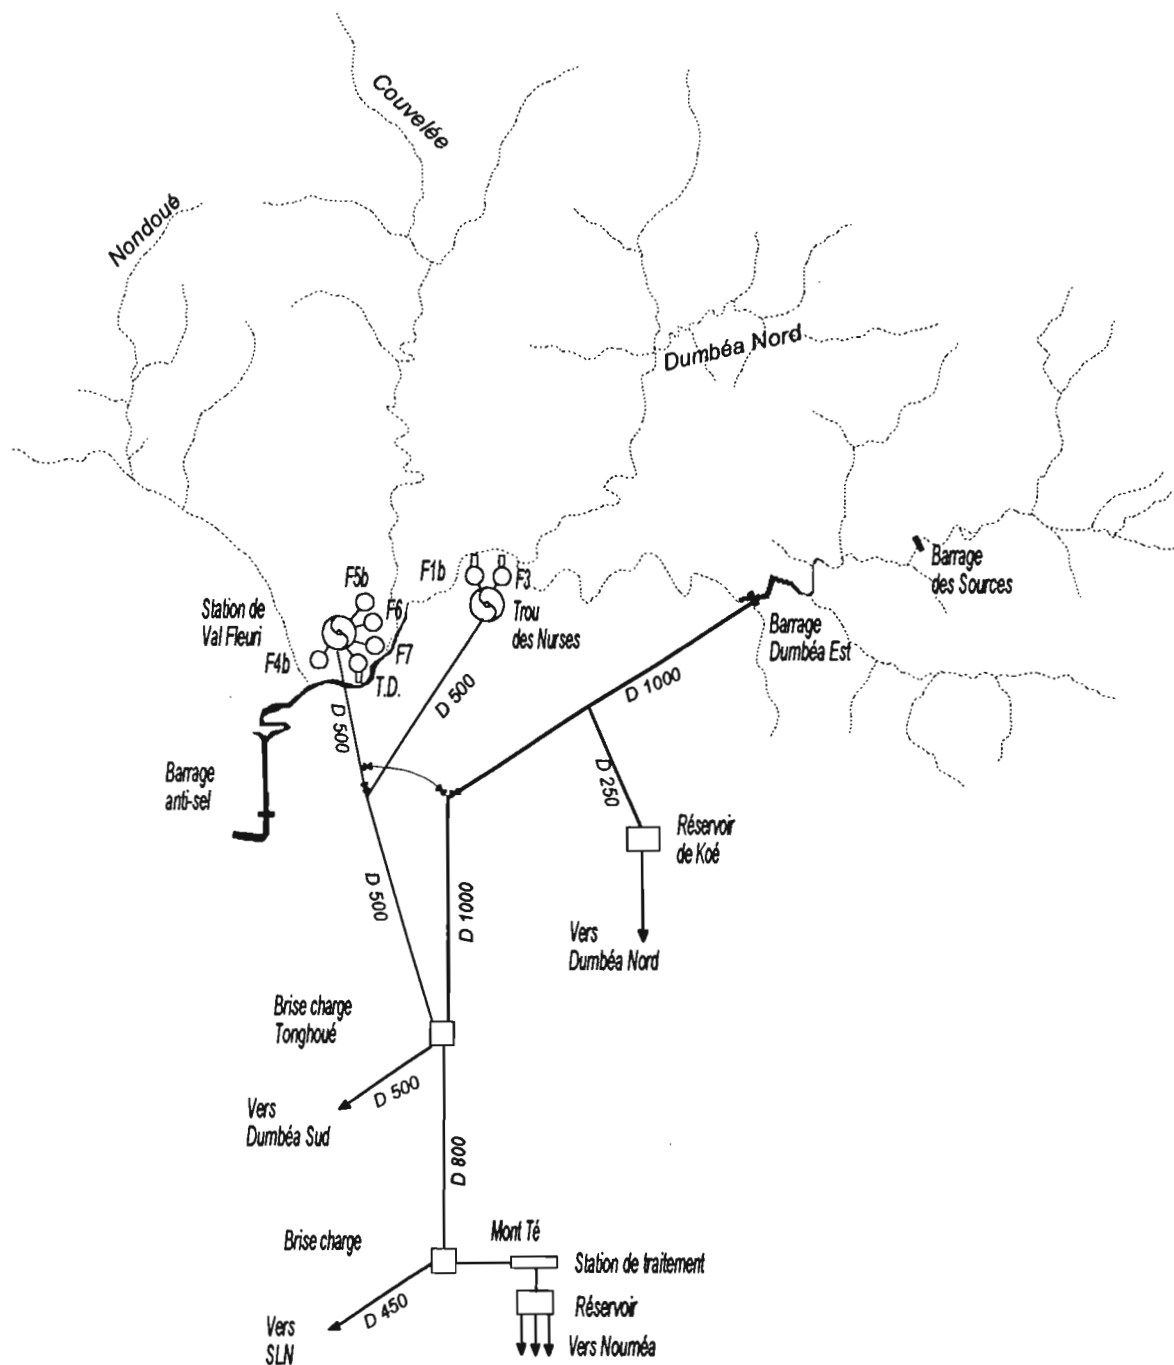 Couvelée
Nondoué
Dumbéa Nord
Barrage
des Sources
F5b
F1b
F3
Station de
Val Fleuri
F6
Trou
des Nurses
Barrage
Dumbéa Est
F4b
F7
T.D.
D 500
D 500
D 1000
Barrage
anti-sel
D 250
Réservoir
de Koé
D 500
D 1000
Vers
Dumbéa Nord
Brise charge
Tonghoué
D 500
Vers
Dumbéa Sud
D 800
Brise charge
Mont Té
Station de traitement
D 450
Réservoir
Vers
SLN
Vers Nouméa